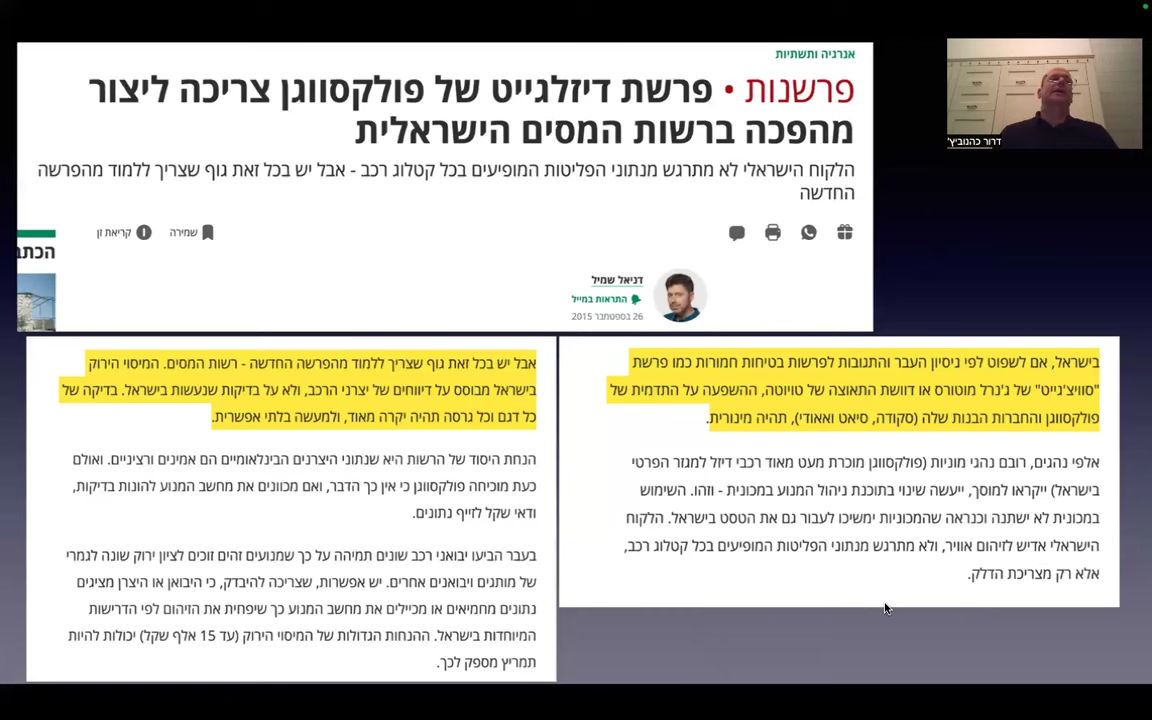 אנרגיה ותשתיות
פרשנות • פרשת דיזלגייט של פולקסווגן צריכה ליצור
מהפכה ברשות המסים הישראלית
הלקוח הישראלי לא מתרגש מנתוני הפליטות המופיעים בכל קטלוג רכב - אבל יש בכל זאת גוף שצריך ללמוד מהפרשה
החדשה
שמירה
קריאת זן
הכתב
דניאל שמיל
התראות במייל
26 בספטמבר 2015
דרור כהנוביץ'
בישראל, אם לשפוט לפי ניסיון העבר והתגובות לפרשות בטיחות חמורות כמו פרשת
"סוויצ'גייט" של ג'נרל מוטורס או דוושת התאוצה של טויוטה, ההשפעה על התדמית של
פולקסווגן והחברות הבנות שלה (סקודה, סיאט ואאודי), תהיה מינורית.
אלפי נהגים, רובם נהגי מוניות (פולקסווגן מוכרת מעט מאוד רכבי דיזל למגזר הפרטי
בישראל) ייקראו למוסך, ייעשה שינוי בתוכנת ניהול המנוע במכונית - וזהו. השימוש
במכונית לא ישתנה וכנראה שהמכוניות ימשיכו לעבור גם את הטסט בישראל. הלקוח
הישראלי אדיש לזיהום אוויר, ולא מתרגש מנתוני הפליטות המופיעים בכל קטלוג רכב,
אלא רק מצריכת הדלק.
אבל יש בכל זאת גוף שצריך ללמוד מהפרשה החדשה - רשות המסים. המיסוי הירוק
בישראל מבוסס על דיווחים של יצרני הרכב, ולא על בדיקות שנעשות בישראל. בדיקה של
כל דגם וכל גרסה תהיה יקרה מאוד, ולמעשה בלתי אפשרית.
הנחת היסוד של הרשות היא שנתוני היצרנים הבינלאומיים הם אמינים ורציניים. ואולם
כעת מוכיחה פולקסווגן כי אין כך הדבר, ואם מכוונים את מחשב המנוע להונות בדיקות,
ודאי שקל לזייף נתונים.
בעבר הביעו יבואני רכב שונים תמיהה על כך שמנועים זהים זוכים לציון ירוק שונה לגמרי
של מותגים ויבואנים אחרים. יש אפשרות, שצריכה להיבדק, כי היבואן או היצרן מציגים
נתונים מחמיאים או מכיילים את מחשב המנוע כך שיפחית את הזיהום לפי הדרישות
המיוחדות בישראל. ההנחות הגדולות של המיסוי הירוק (עד 15 אלף שקל) יכולות להיות
תמריץ מספק לכך.